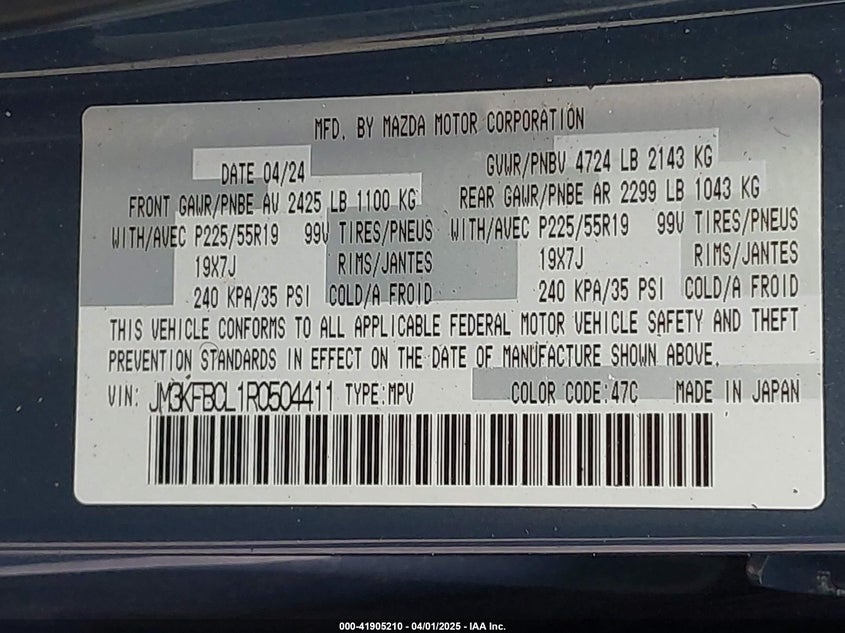 MFD. BY MAZDA MOTOR CORPORATION
DATE 04/24 GVWR/PNBV 4724 LB 2143 KG
FRONT GAWR/PNBE AV 2425 LB 1100 KG REAR GAWR/PNBE AR 2299 LB 1043 KG
WITH/AVEC P225/55R19 99V TIRES/PNEUS WITH/AVEC P225/55R19 99V TIRES/PNEUS
19X7J RIMS/JANTES 19X7J RIMS/JANTES
240 KPA/35 PSI COLD/A FROID 240 KPA/35 PSI COLD/A FROID
THIS VEHICLE CONFORMS TO ALL APPLICABLE FEDERAL MOTOR VEHICLE SAFETY AND THEFT
PREVENTION STANDARDS IN EFFECT ON THE DATE OF MANUFACTURE SHOWN ABOVE.
VIN: JM3KFBCL1R0504411 TYPE:MPV COLOR CODE:47C MADE IN JAPAN
000-41905210 - 04/01/2025 - IAA Inc.